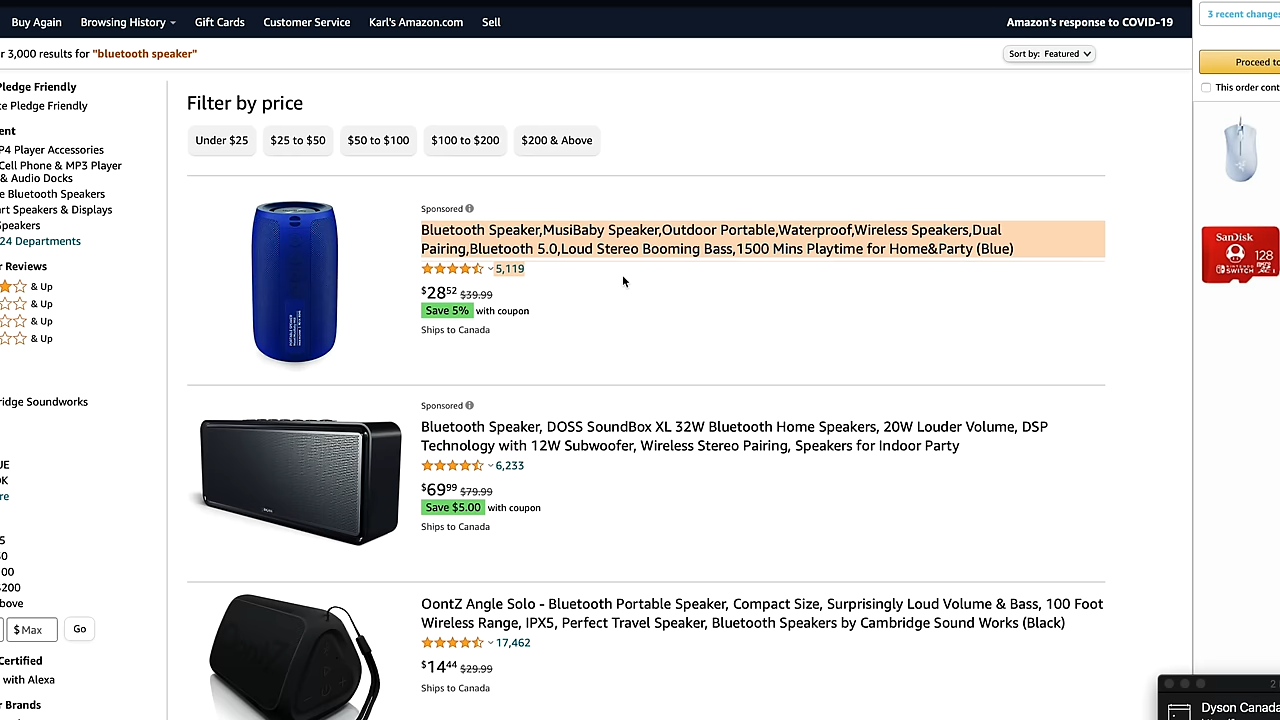 Buy Again
Browsing History
Gift Cards
Customer Service
Karl's Amazon.com
Sell
Amazon's response to COVID-19
3 recent changes
r 3,000 results for "bluetooth speaker"
Sort by: Featured
Proceed to
This order cont
Pledge Friendly
Pledge Friendly
Filter by price
Under $25
$25 to $50
$50 to $100
$100 to $200
$200 & Above
P4 Player Accessories
Cell Phone & MP3 Player
& Audio Docks
e Bluetooth Speakers
rt Speakers & Displays
peakers
24 Departments
r Reviews
& Up
& Up
& Up
& Up
ridge Soundworks
UE
OK
re
5
50
00
$200
bove
$ Max
Go
Certified
with Alexa
r Brands
Sponsored
Bluetooth Speaker,MusiBaby Speaker,Outdoor Portable,Waterproof,Wireless Speakers,Dual
Pairing,Bluetooth 5.0,Loud Stereo Booming Bass,1500 Mins Playtime for Home&Party (Blue)
5,119
$28.52 $39.99
Save 5% with coupon
Ships to Canada
Sponsored
Bluetooth Speaker, DOSS SoundBox XL 32W Bluetooth Home Speakers, 20W Louder Volume, DSP
Technology with 12W Subwoofer, Wireless Stereo Pairing, Speakers for Indoor Party
6,233
$69.99 $79.99
Save $5.00 with coupon
Ships to Canada
OontZ Angle Solo - Bluetooth Portable Speaker, Compact Size, Surprisingly Loud Volume & Bass, 100 Foot
Wireless Range, IPX5, Perfect Travel Speaker, Bluetooth Speakers by Cambridge Sound Works (Black)
17,462
$14.44 $29.99
Ships to Canada
SanDisk
128
NINTENDO
SWITCH
Dyson Canada